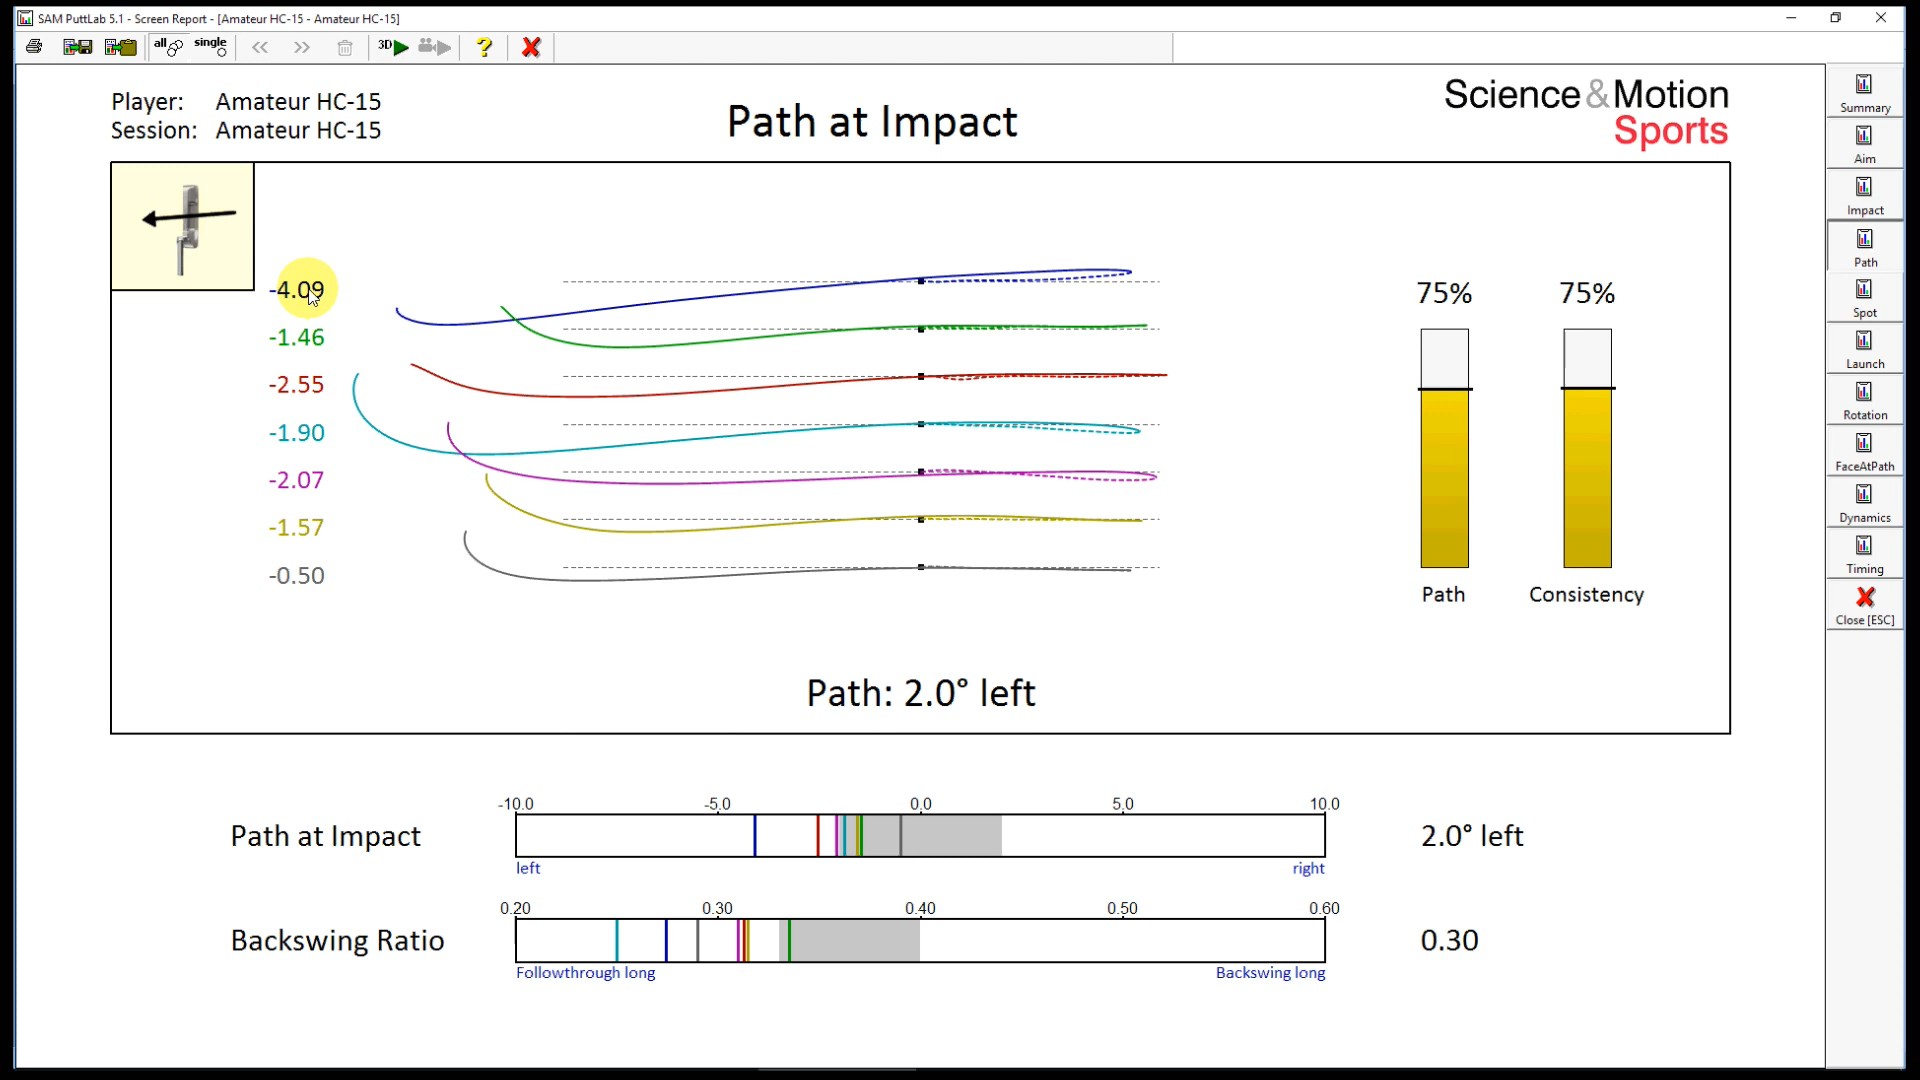 SAM PuttLab 5.1 - Screen Report - [Amateur HC-15 - Amateur HC-15]
all single 3D ?
Player: Amateur HC-15
Session: Amateur HC-15
Path at Impact
Science&Motion
Sports
-4.09
-1.46
-2.55
-1.90
-2.07
-1.57
-0.50
75% 75%
Path Consistency
Path: 2.0° left
-10.0 -5.0 0.0 5.0 10.0
Path at Impact 2.0° left
left right
0.20 0.30 0.40 0.50 0.60
Backswing Ratio 0.30
Followthrough long Backswing long
Summary
Aim
Impact
Path
Spot
Launch
Rotation
FaceAtPath
Dynamics
Timing
Close [ESC]